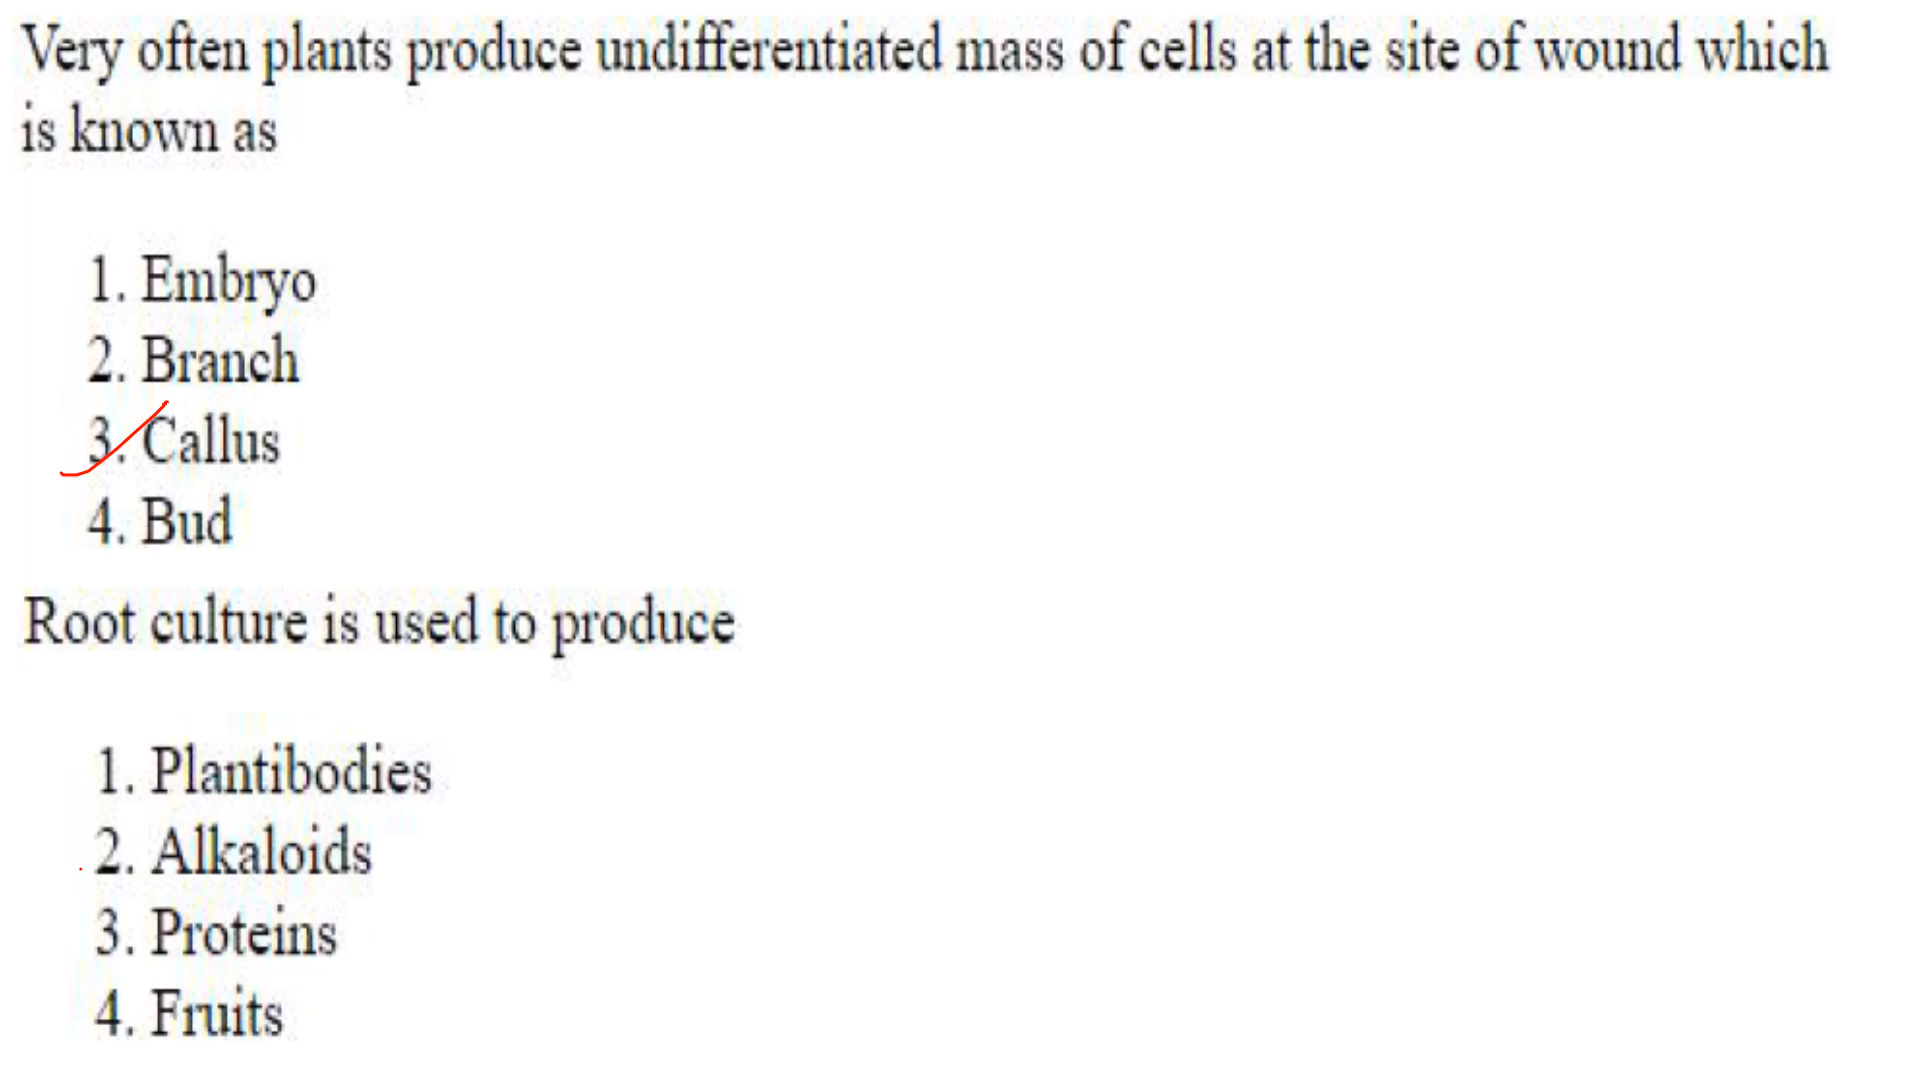 Very often plants produce undifferentiated mass of cells at the site of wound which
is known as
1. Embryo
2. Branch
3. Callus
4. Bud
Root culture is used to produce
1. Plantibodies
2. Alkaloids
3. Proteins
4. Fruits